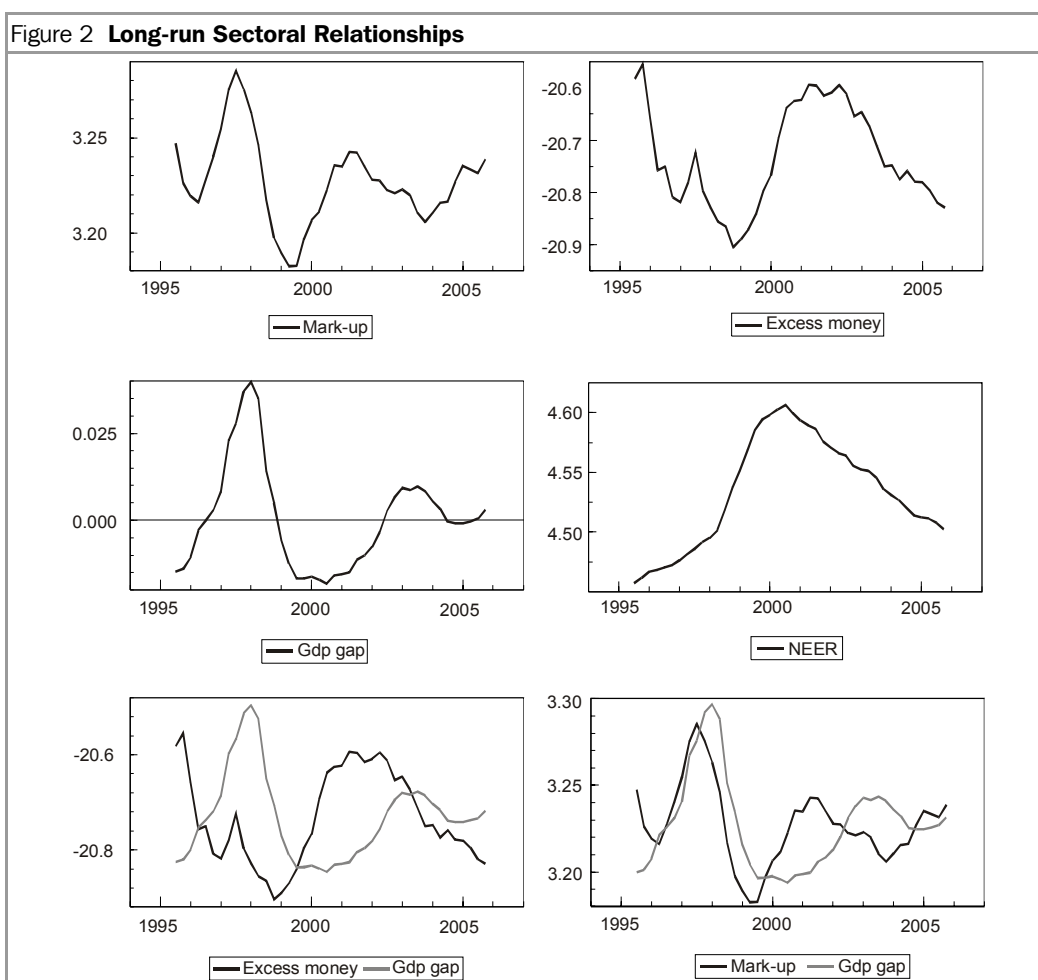 Figure 2 Long-run Sectoral Relationships
3.25
3.20
1995 2000 2005
Mark-up
-20.6
-20.7
-20.8
-20.9
1995 2000 2005
Excess money
0.025
0.000
1995 2000 2005
Gdp gap
4.60
4.55
4.50
1995 2000 2005
NEER
-20.6
-20.8
1995 2000 2005
Excess money Gdp gap
3.30
3.25
3.20
1995 2000 2005
Mark-up Gdp gap